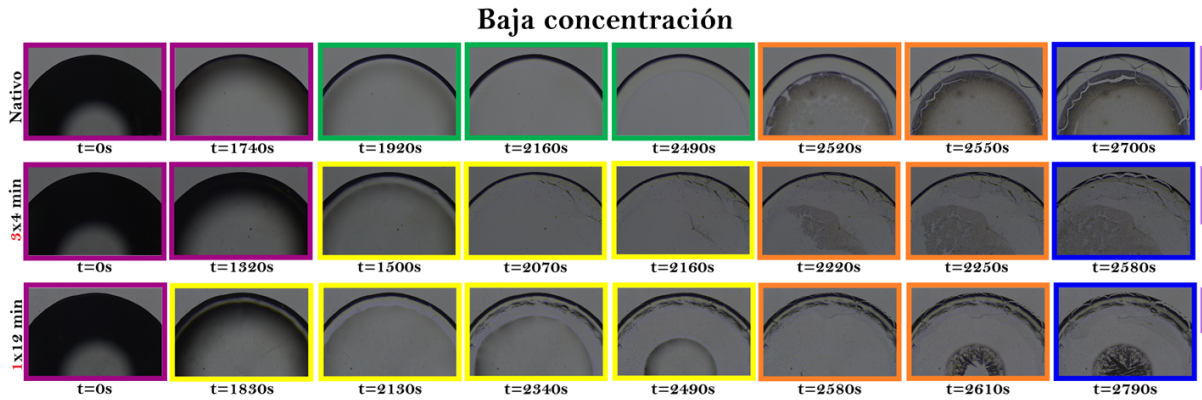 Baja concentración
Nativo
t=0s t=1740s t=1920s t=2160s t=2490s t=2520s t=2550s t=2700s
3x4 min
t=0s t=1320s t=1500s t=2070s t=2160s t=2220s t=2250s t=2580s
1x12 min
t=0s t=1830s t=2130s t=2340s t=2490s t=2580s t=2610s t=2790s